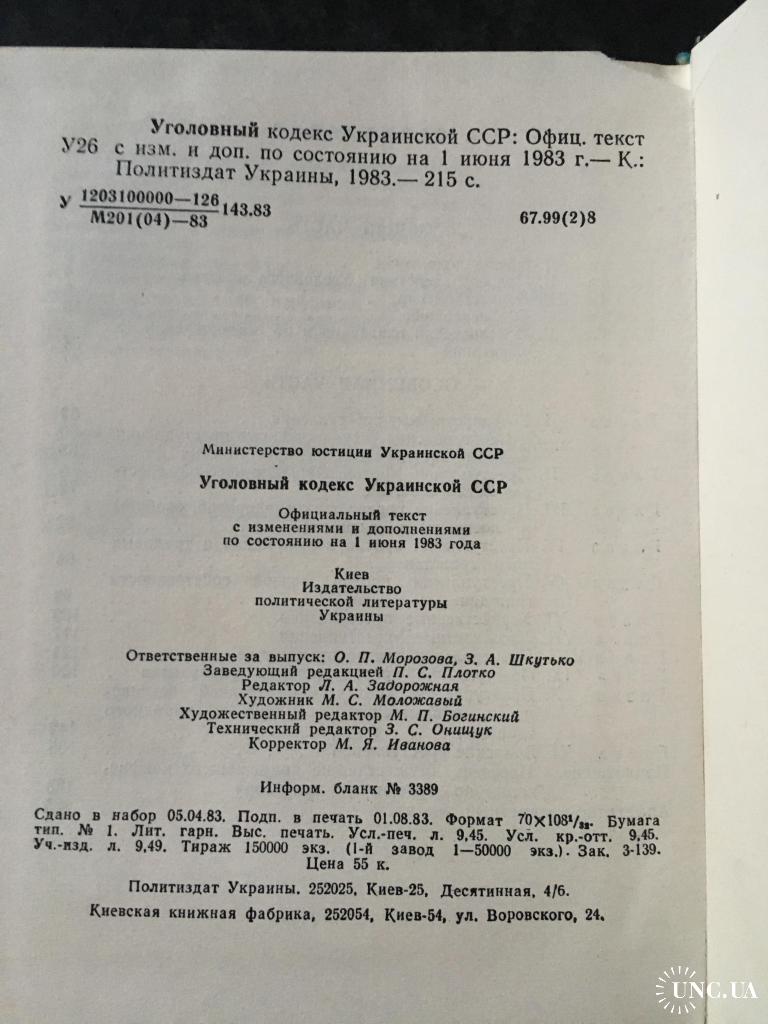 Уголовный кодекс Украинской ССР: Офиц. текст
У26 с изм. и доп. по состоянию на 1 июня 1983 г.— К.:
Политиздат Украины, 1983.— 215 с.
У 1203100000—126
М201(04)—83
143.83
67.99(2)8
Министерство юстиции Украинской ССР
Уголовный кодекс Украинской ССР
Официальный текст
с изменениями и дополнениями
по состоянию на 1 июня 1983 года
Киев
Издательство
политической литературы
Украины
Ответственные за выпуск: О. П. Морозова, З. А. Шкутько
Заведующий редакцией П. С. Плотко
Редактор Л. А. Задорожная
Художник М. С. Моложавый
Художественный редактор М. П. Богинский
Технический редактор З. С. Онищук
Корректор М. Я. Иванова
Информ. бланк № 3389
Сдано в набор 05.04.83. Подп. в печать 01.08.83. Формат 70×108¹/₃₂. Бумага
тип. № 1. Лит. гарн. Выс. печать. Усл.-печ. л. 9,45. Усл. кр.-отт. 9,45.
Уч.-изд. л. 9,49. Тираж 150000 экз. (1-й завод 1—50000 экз.). Зак. 3-139.
Цена 55 к.
Политиздат Украины. 252025, Киев-25, Десятинная, 4/6.
Киевская книжная фабрика, 252054, Киев-54, ул. Воровского, 24.
UNC.UA